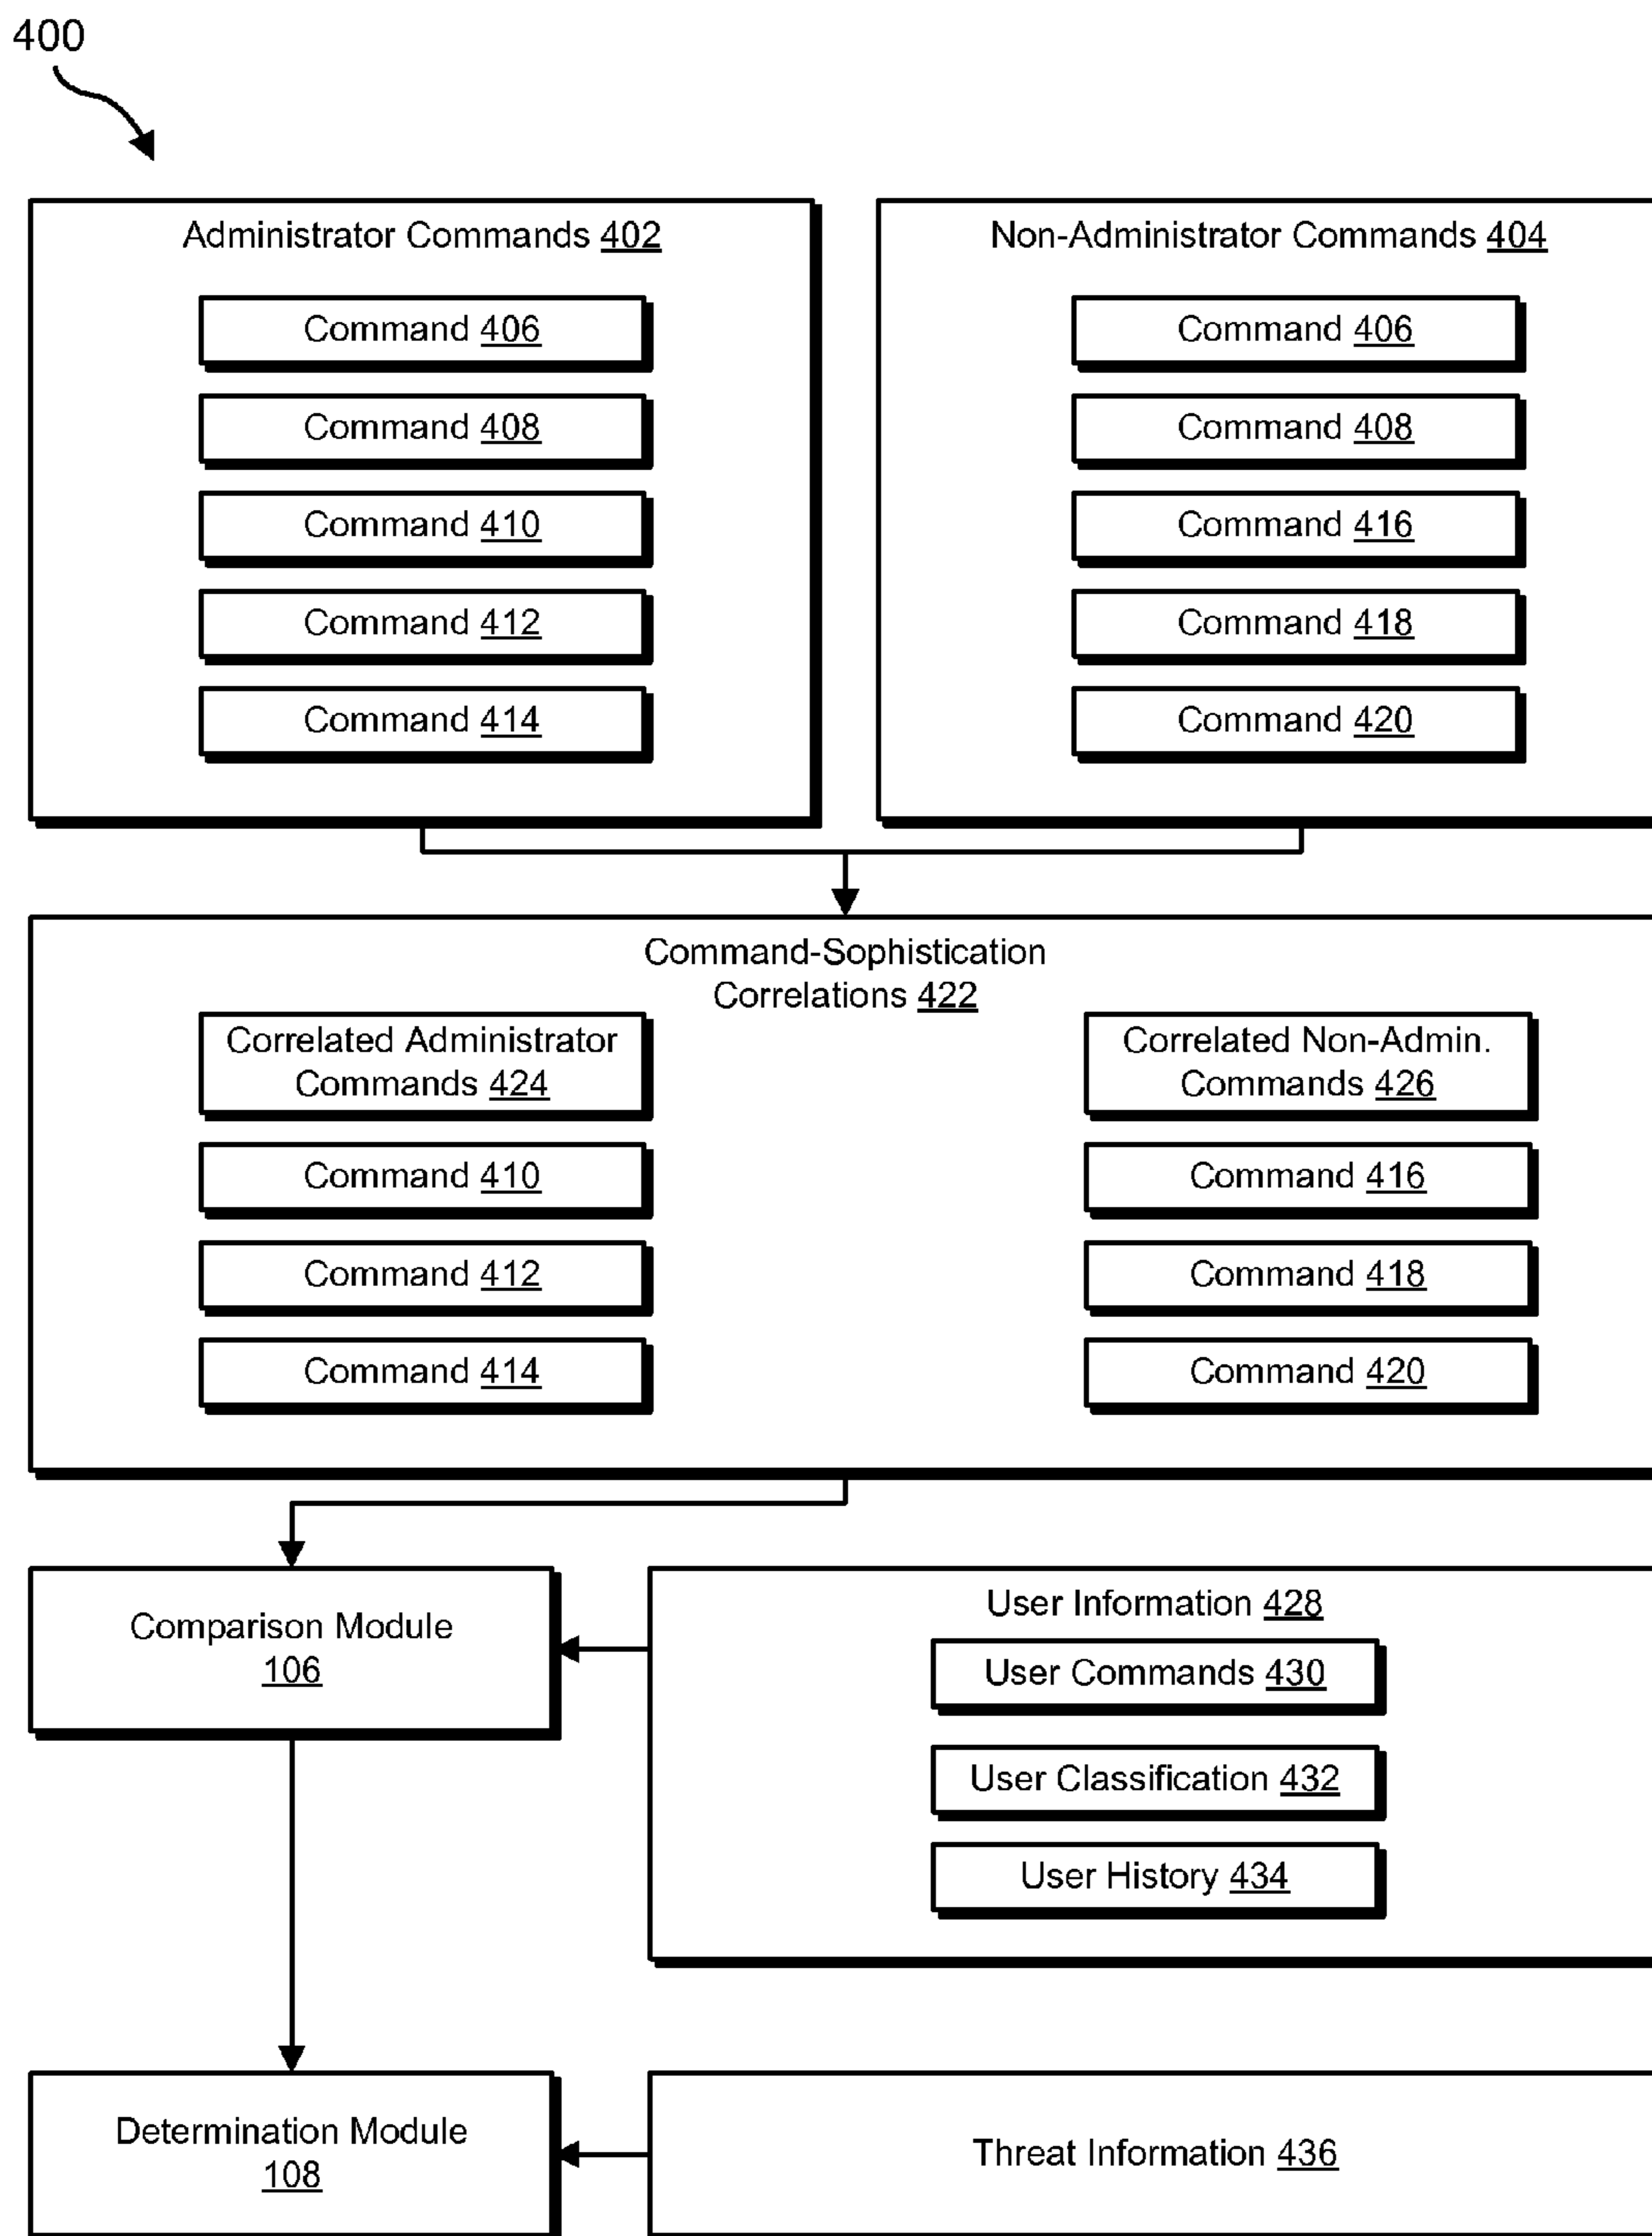 400
Administrator Commands 402
Command 406
Command 408
Command 410
Command 412
Command 414
Non-Administrator Commands 404
Command 406
Command 408
Command 416
Command 418
Command 420
Command-Sophistication
Correlations 422
Correlated Administrator
Commands 424
Command 410
Command 412
Command 414
Correlated Non-Admin.
Commands 426
Command 416
Command 418
Command 420
Comparison Module
106
User Information 428
User Commands 430
User Classification 432
User History 434
Determination Module
108
Threat Information 436